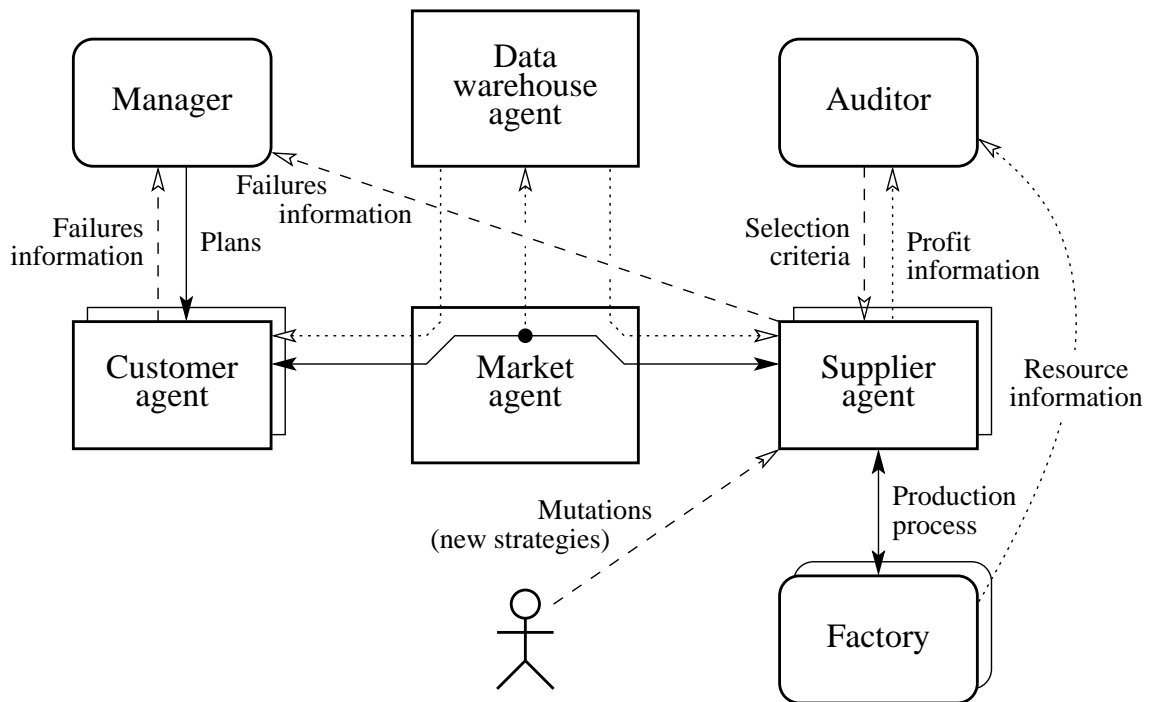 Manager
Data
warehouse
agent
Auditor
Failures
information
Failures
information
Plans
Selection
criteria
Profit
information
Customer
agent
Market
agent
Supplier
agent
Resource
information
Mutations
(new strategies)
Production
process
Factory